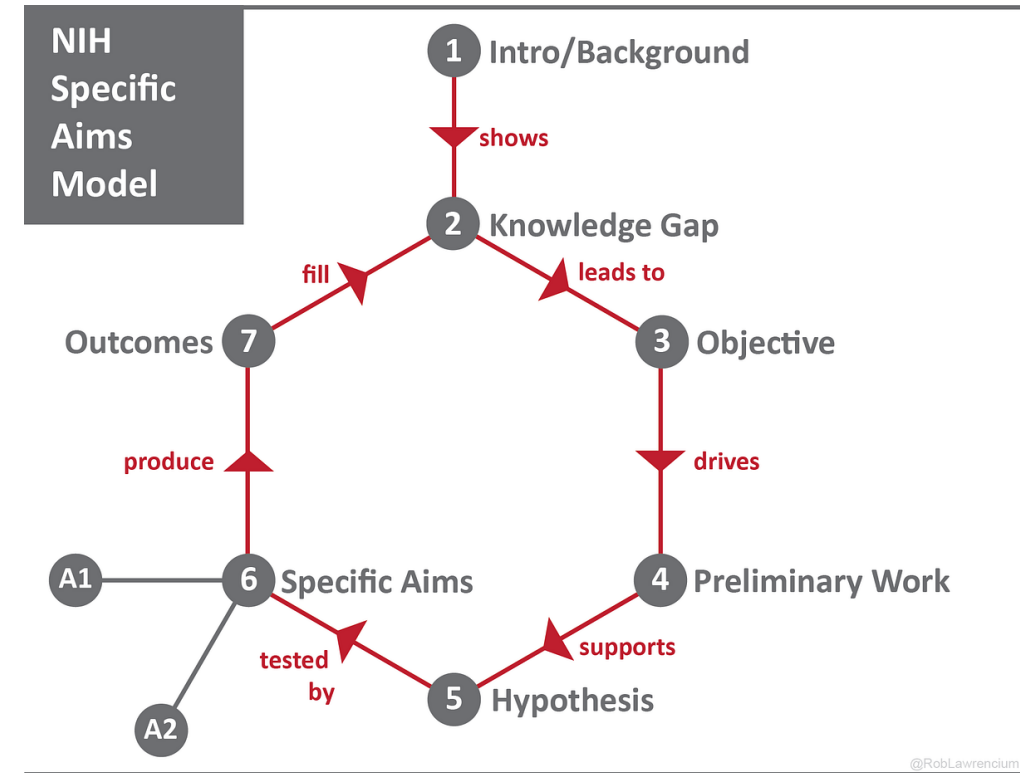 NIH
Specific
Aims
Model
1 Intro/Background
shows
2 Knowledge Gap
fill
leads to
Outcomes 7
3 Objective
produce
drives
A1
6 Specific Aims
4 Preliminary Work
tested
by
supports
5 Hypothesis
A2
@RobLawrencium